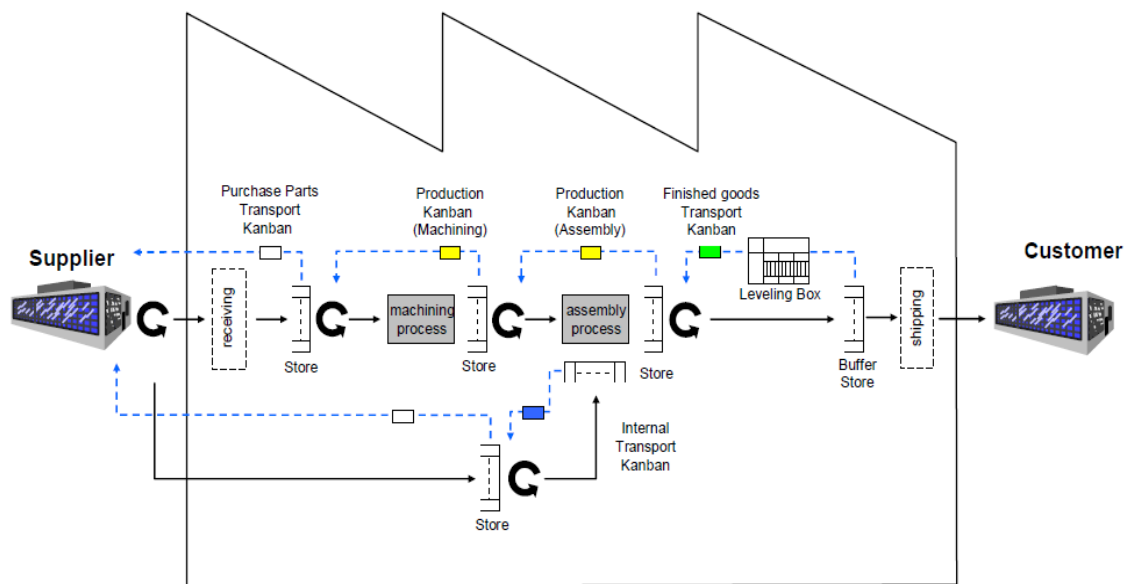 Purchase Parts
Transport
Kanban
Production
Kanban
(Machining)
Production
Kanban
(Assembly)
Finished goods
Transport
Kanban
Supplier
Customer
Leveling Box
receiving
machining
process
assembly
process
shipping
Store
Store
Store
Buffer
Store
Internal
Transport
Kanban
Store